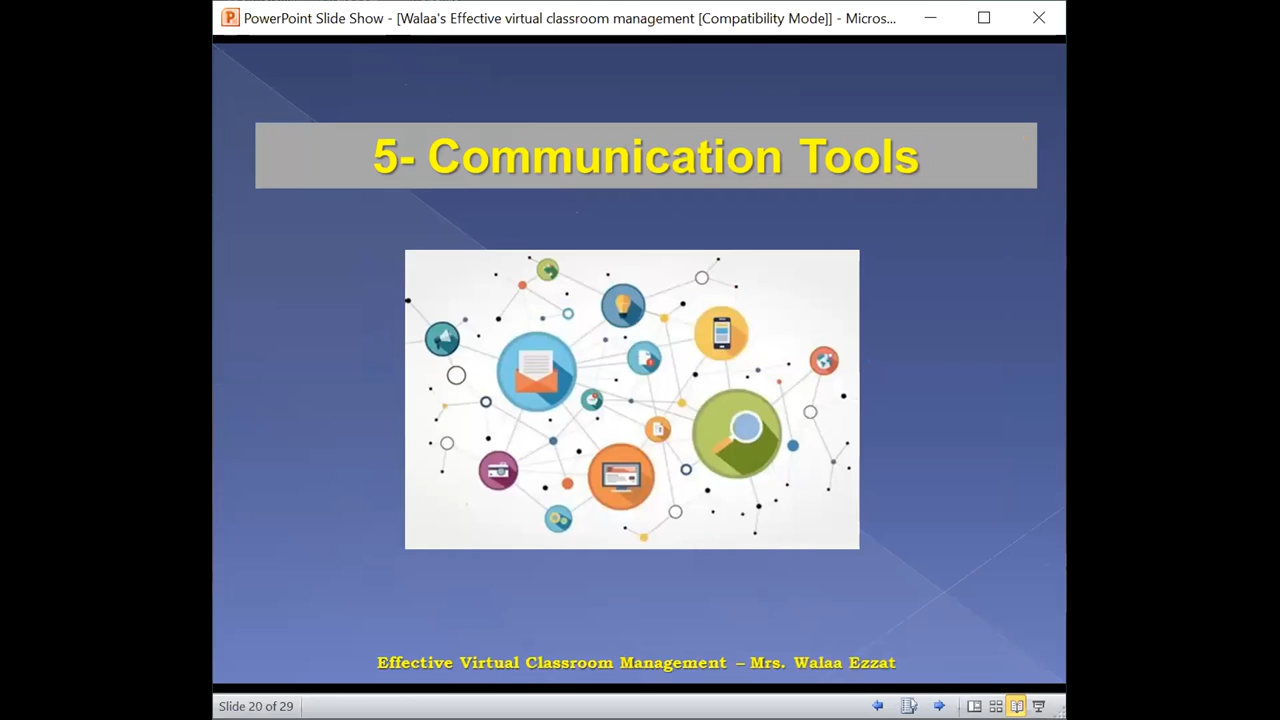 PowerPoint Slide Show - [Walaa's Effective virtual classroom management [Compatibility Mode]] - Micros...
5- Communication Tools
Effective Virtual Classroom Management – Mrs. Walaa Ezzat
Slide 20 of 29